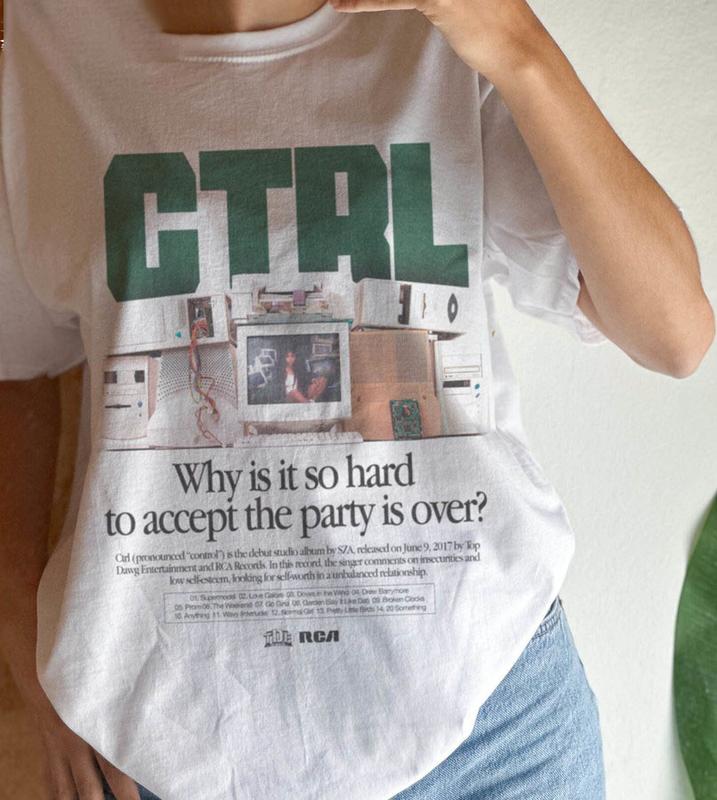 CTRL
Why is it so hard
to accept the party is over?
Ctrl (pronounced "control") is the debut studio album by SZA, released on June 9, 2017 by Top
Dawg Entertainment and RCA Records. In this record, the singer comments on insecurities and
low self-esteem, looking for self-worth in a unbalanced relationship.
01. Supermodel 02. Love Galore 03. Doves in the Wind 04. Drew Barrymore
05. Prom 06. The Weekend 07. Go Gina 08. Garden (Say It Like Dat) 09. Broken Clocks
10. Anything 11. Wavy (Interlude) 12. Normal Girl 13. Pretty Little Birds 14. 20 Something
TDE RCA